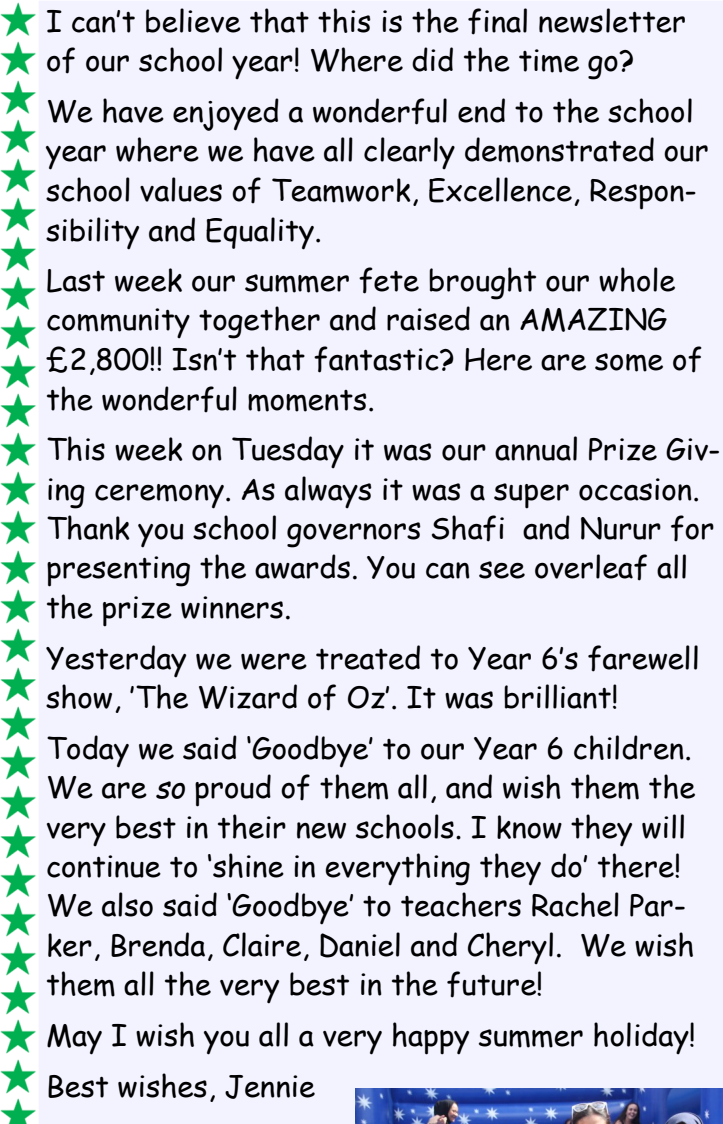 I can't believe that this is the final newsletter
of our school year! Where did the time go?
We have enjoyed a wonderful end to the school
year where we have all clearly demonstrated our
school values of Teamwork, Excellence, Respon-
sibility and Equality.
Last week our summer fete brought our whole
community together and raised an AMAZING
£2,800!! Isn't that fantastic? Here are some of
the wonderful moments.
This week on Tuesday it was our annual Prize Giv-
ing ceremony. As always it was a super occasion.
Thank you school governors Shafi  and Nurur for
presenting the awards. You can see overleaf all
the prize winners.
Yesterday we were treated to Year 6's farewell
show, 'The Wizard of Oz'. It was brilliant!
Today we said 'Goodbye' to our Year 6 children.
We are so proud of them all, and wish them the
very best in their new schools. I know they will
continue to 'shine in everything they do' there!
We also said 'Goodbye' to teachers Rachel Par-
ker, Brenda, Claire, Daniel and Cheryl.  We wish
them all the very best in the future!
May I wish you all a very happy summer holiday!
Best wishes, Jennie